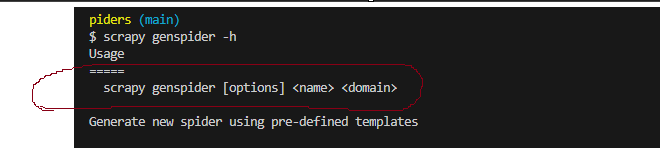 piders (main)
$ scrapy genspider -h
Usage
=====
scrapy genspider [options] <name> <domain>
Generate new spider using pre-defined templates